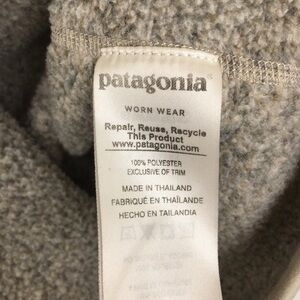 patagonia
WORN WEAR
Repair, Reuse, Recycle
This Product
www.patagonia.com
100% POLYESTER
EXCLUSIVE OF TRIM
MADE IN THAILAND
FABRIQUÉ EN THAÏLANDE
HECHO EN TAILANDIA